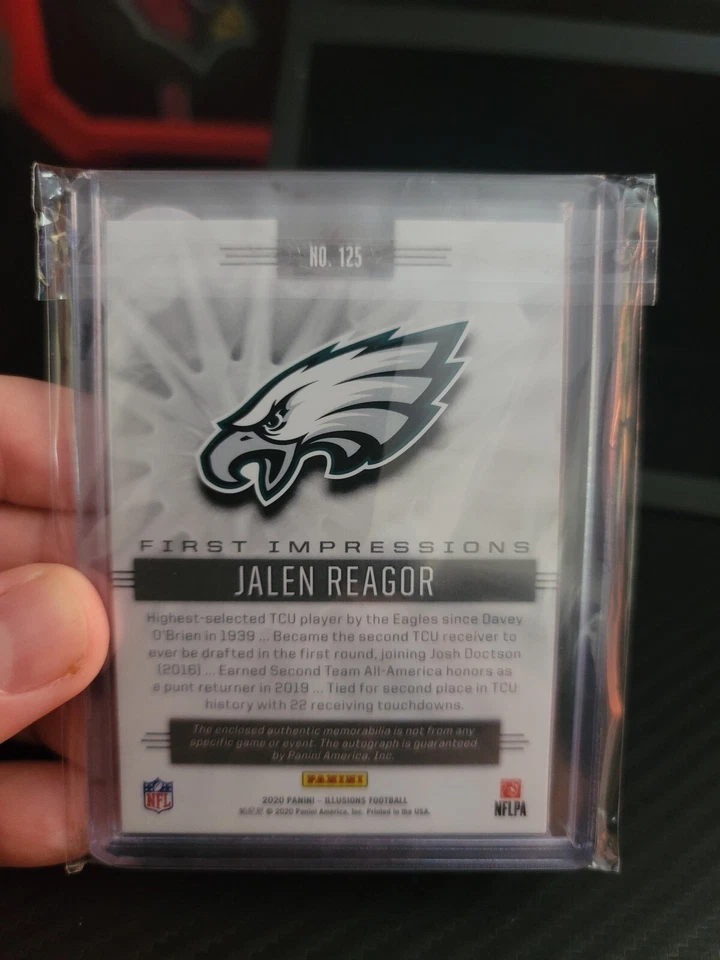 NO. 125
FIRST IMPRESSIONS
JALEN REAGOR
Highest-selected TCU player by the Eagles since Davey
O'Brien in 1939 ... Became the second TCU receiver to
ever be drafted in the first round, joining Josh Doctson
(2016) ... Earned Second Team All-America honors as
a punt returner in 2019 ... Tied for second place in TCU
history with 22 receiving touchdowns.
The enclosed authentic memorabilia is not from any
specific game or event. The autograph is guaranteed
by Panini America, Inc.
PANINI
NFL
2020 PANINI – ILLUSIONS FOOTBALL
© 2020 Panini America, Inc. Printed in the USA.
NFLPA